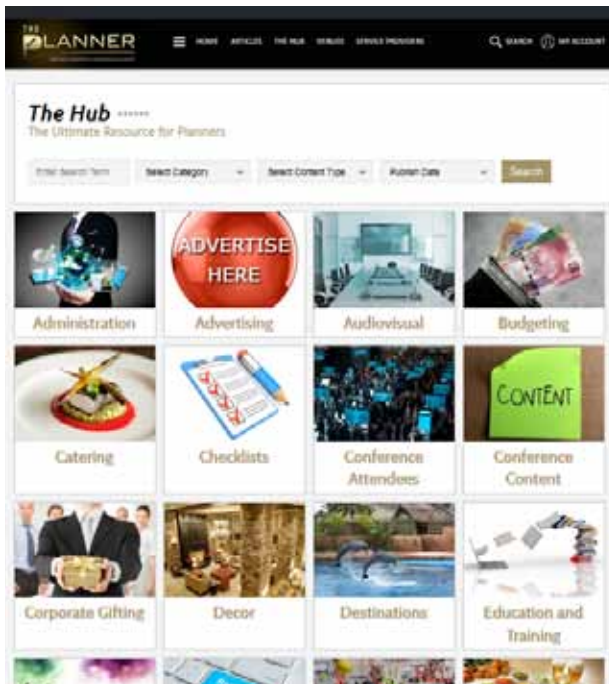 THE
PLANNER
HOME ARTICLES THE HUB VENUES SERVICE PROVIDERS SEARCH MY ACCOUNT
The Hub
The Ultimate Resource for Planners
Enter Search Term Select Category Select Content Type Publish Date Search
ADVERTISE
HERE
Administration Advertising Audiovisual Budgeting
CONTENT
Catering Checklists Conference Attendees Conference Content
Corporate Gifting Decor Destinations Education and Training